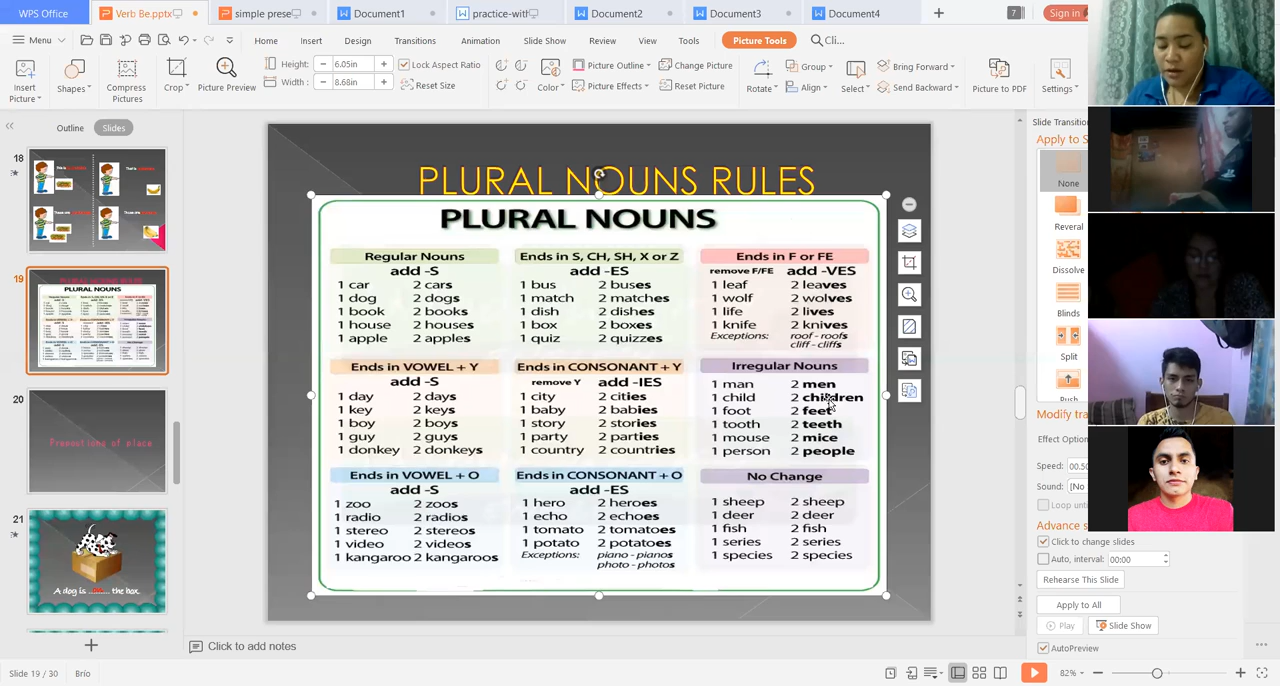 WPS Office
Verb Be.pptx
simple prese
Document1
practice-with
Document2
Document3
Document4
7
Sign in
Menu
Home
Insert
Design
Transitions
Animation
Slide Show
Review
View
Tools
Picture Tools
Cli...
Insert Picture
Shapes
Compress Pictures
Crop
Picture Preview
Height: 6.05in
Width : 8.68in
Lock Aspect Ratio
Reset Size
Color
Picture Outline
Picture Effects
Change Picture
Reset Picture
Rotate
Group
Align
Select
Bring Forward
Send Backward
Picture to PDF
Settings
Outline
Slides
18
19
PLURAL NOUNS
20
Prepostions of place
21
A dog is the box
PLURAL NOUNS RULES
PLURAL NOUNS
Regular Nouns
add -S
1 car 2 cars
1 dog 2 dogs
1 book 2 books
1 house 2 houses
1 apple 2 apples
Ends in S, CH, SH, X or Z
add -ES
1 bus 2 buses
1 match 2 matches
1 dish 2 dishes
1 box 2 boxes
1 quiz 2 quizzes
Ends in F or FE
remove F/FE add -VES
1 leaf 2 leaves
1 wolf 2 wolves
1 life 2 lives
1 knife 2 knives
Exceptions: roof - roofs
cliff - cliffs
Ends in VOWEL + Y
add -S
1 day 2 days
1 key 2 keys
1 boy 2 boys
1 guy 2 guys
1 donkey 2 donkeys
Ends in CONSONANT + Y
remove Y add -IES
1 city 2 cities
1 baby 2 babies
1 story 2 stories
1 party 2 parties
1 country 2 countries
Irregular Nouns
1 man 2 men
1 child 2 children
1 foot 2 feet
1 tooth 2 teeth
1 mouse 2 mice
1 person 2 people
Ends in VOWEL + O
add -S
1 zoo 2 zoos
1 radio 2 radios
1 stereo 2 stereos
1 video 2 videos
1 kangaroo 2 kangaroos
Ends in CONSONANT + O
add -ES
1 hero 2 heroes
1 echo 2 echoes
1 tomato 2 tomatoes
1 potato 2 potatoes
Exceptions: piano - pianos
photo - photos
No Change
1 sheep 2 sheep
1 deer 2 deer
1 fish 2 fish
1 series 2 series
1 species 2 species
Slide Transition
Apply to S
None
Reveral
Dissolve
Blinds
Split
Push
Modify tra
Effect Option
Speed: 00.50
Sound: [No
Loop unti
Advance s
Click to change slides
Auto, interval: 00:00
Rehearse This Slide
Apply to All
Play
Slide Show
AutoPreview
Click to add notes
Slide 19 / 30
Brío
82%